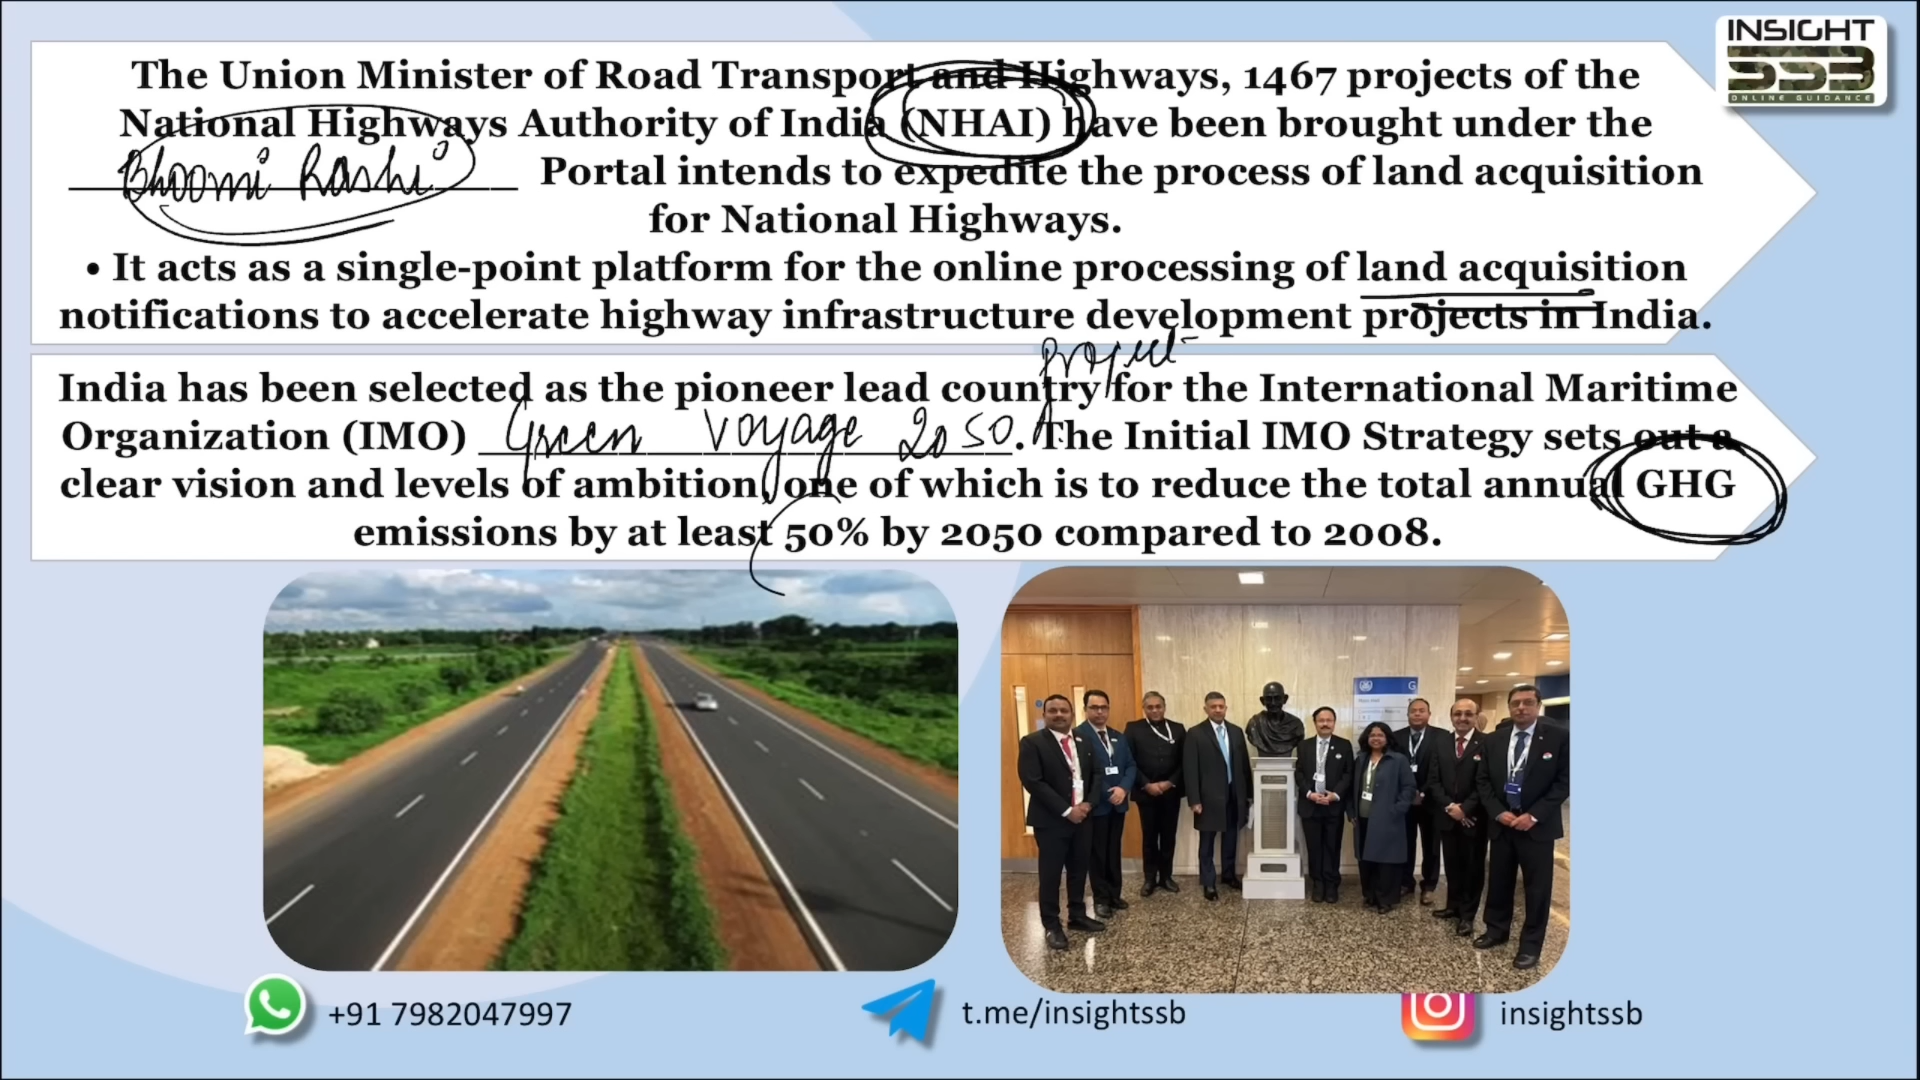 INSIGHT
SSB
ONLINE GUIDANCE
The Union Minister of Road Transport and Highways, 1467 projects of the
National Highways Authority of India (NHAI) have been brought under the
Bhoomi Rashi Portal intends to expedite the process of land acquisition
for National Highways.
• It acts as a single-point platform for the online processing of land acquisition
notifications to accelerate highway infrastructure development projects in India.
project
India has been selected as the pioneer lead country for the International Maritime
Organization (IMO) Green Voyage 2050. The Initial IMO Strategy sets out a
clear vision and levels of ambition, one of which is to reduce the total annual GHG
emissions by at least 50% by 2050 compared to 2008.
G
+91 7982047997
t.me/insightssb
insightssb